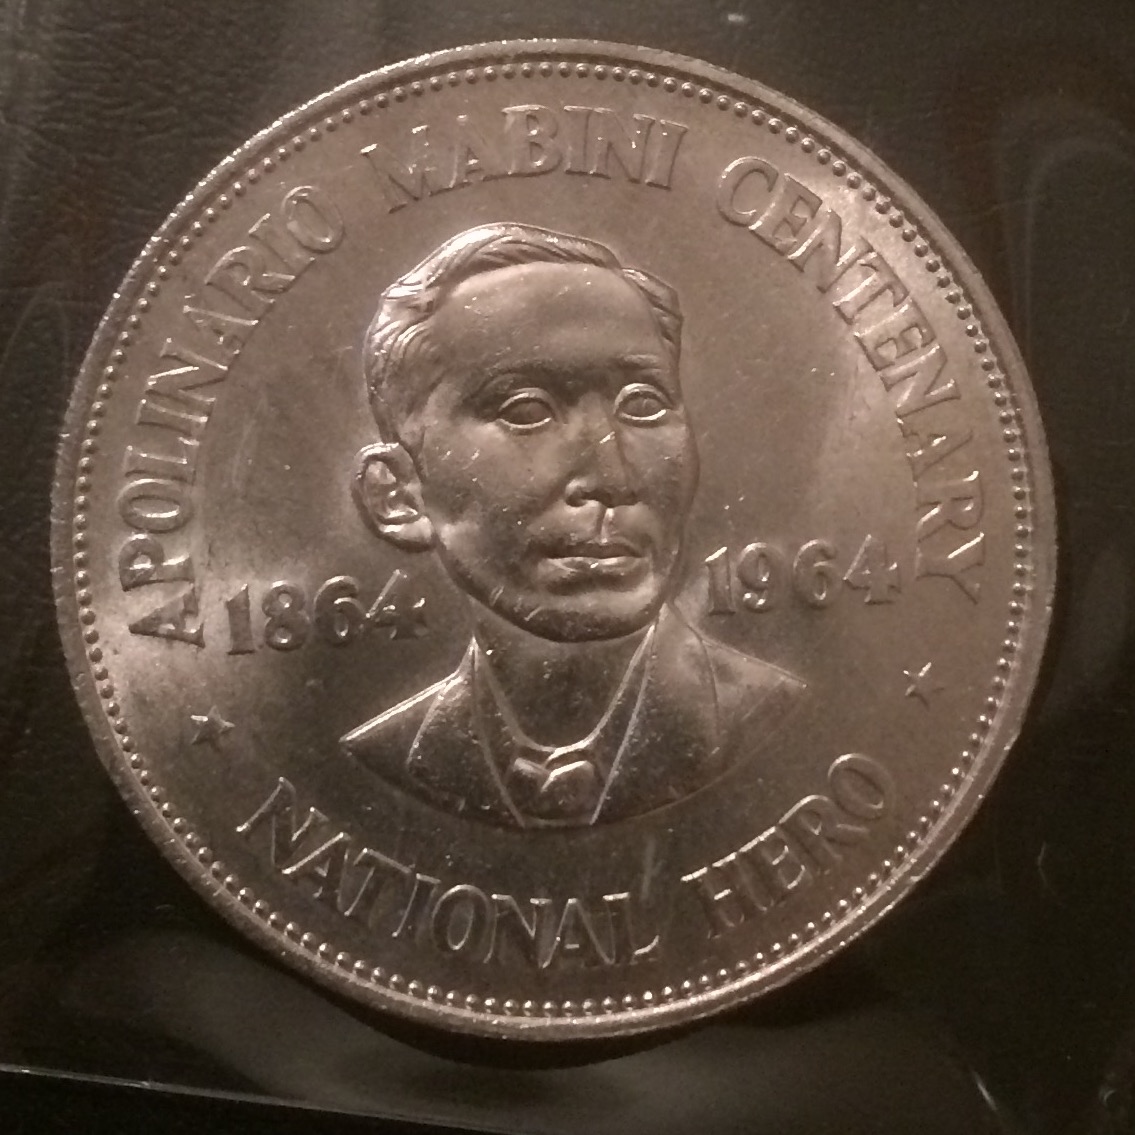 APOLINARIO MABINI CENTENARY
1864 1964
NATIONAL HERO